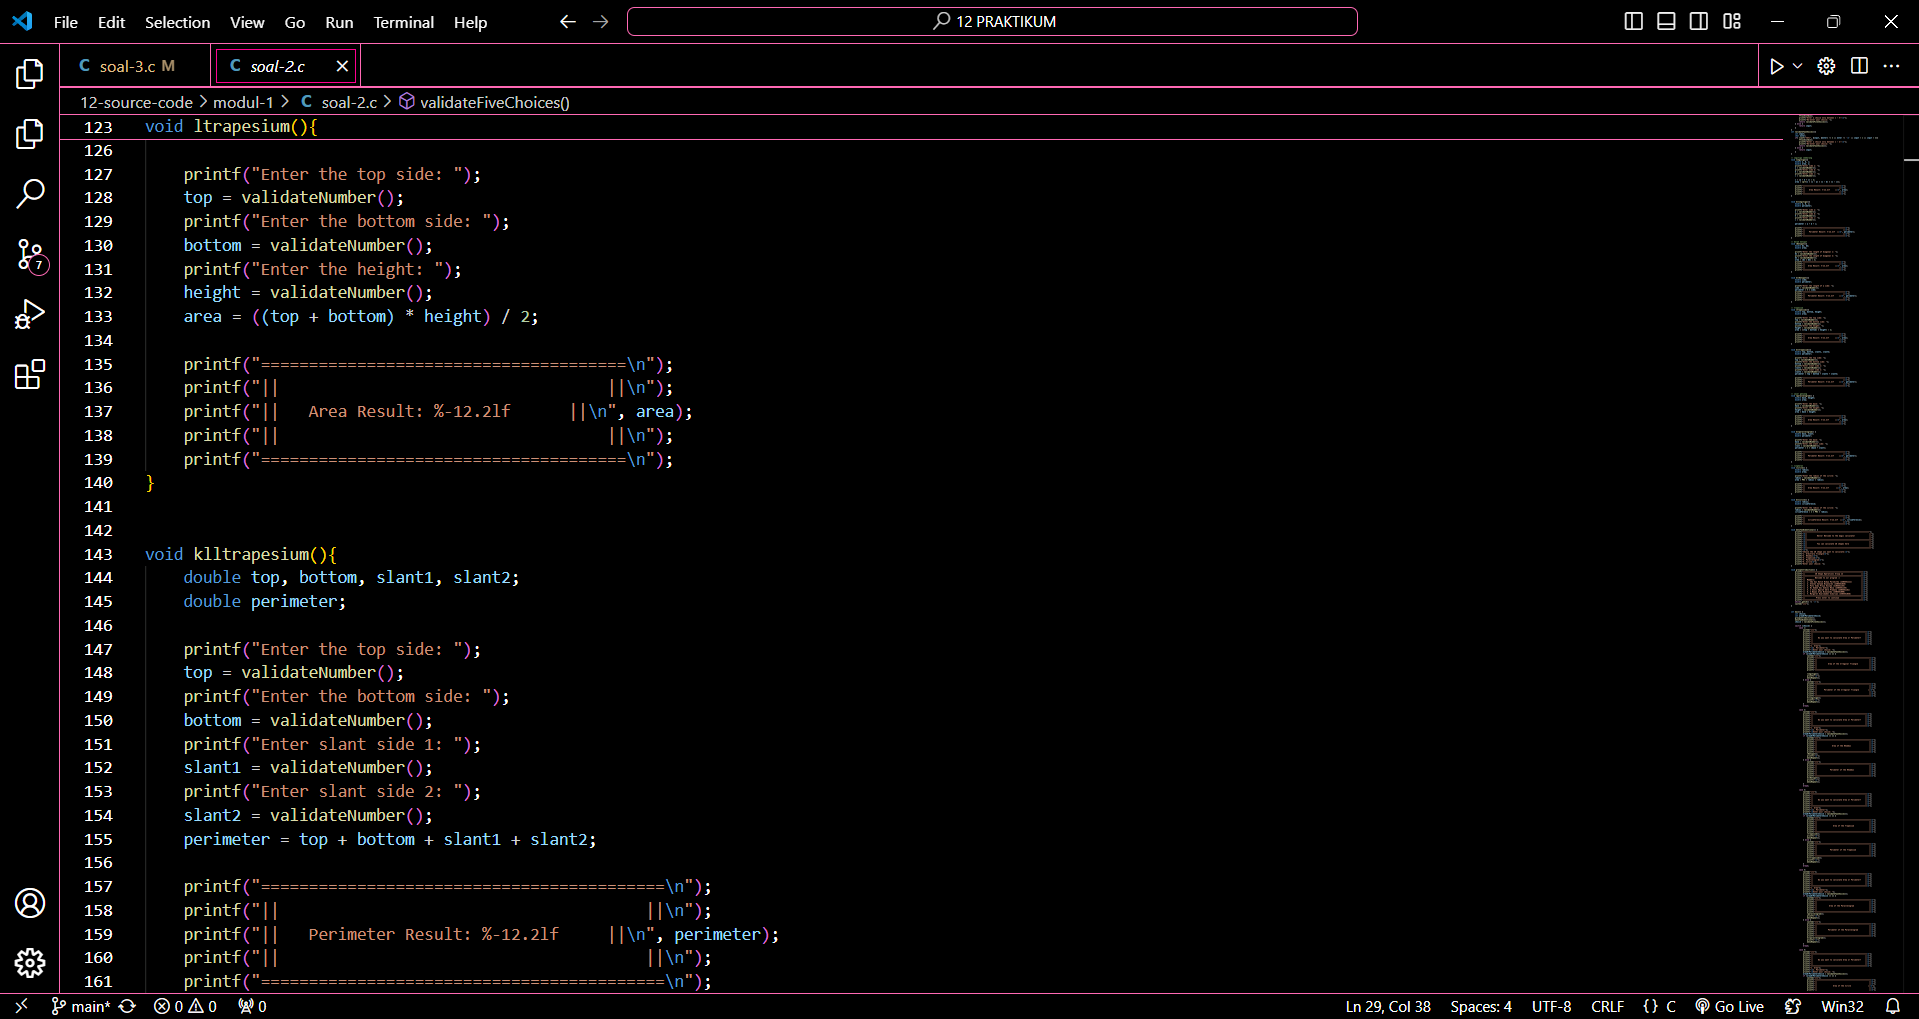 File Edit Selection View Go Run Terminal Help
12 PRAKTIKUM
C soal-3.c M
C soal-2.c
12-source-code > modul-1 > C soal-2.c > validateFiveChoices()
123 void ltrapesium(){
126
127 printf("Enter the top side: ");
128 top = validateNumber();
129 printf("Enter the bottom side: ");
130 bottom = validateNumber();
131 printf("Enter the height: ");
132 height = validateNumber();
133 area = ((top + bottom) * height) / 2;
134
135 printf("======================================\n");
136 printf("||                                  ||\n");
137 printf("||   Area Result: %-12.2lf      ||\n", area);
138 printf("||                                  ||\n");
139 printf("======================================\n");
140 }
141
142
143 void klltrapesium(){
144 double top, bottom, slant1, slant2;
145 double perimeter;
146
147 printf("Enter the top side: ");
148 top = validateNumber();
149 printf("Enter the bottom side: ");
150 bottom = validateNumber();
151 printf("Enter slant side 1: ");
152 slant1 = validateNumber();
153 printf("Enter slant side 2: ");
154 slant2 = validateNumber();
155 perimeter = top + bottom + slant1 + slant2;
156
157 printf("==========================================\n");
158 printf("||                                      ||\n");
159 printf("||   Perimeter Result: %-12.2lf     ||\n", perimeter);
160 printf("||                                      ||\n");
161 printf("==========================================\n");
7
main* 0 0 0
Ln 29, Col 38 Spaces: 4 UTF-8 CRLF {} C Go Live Win32